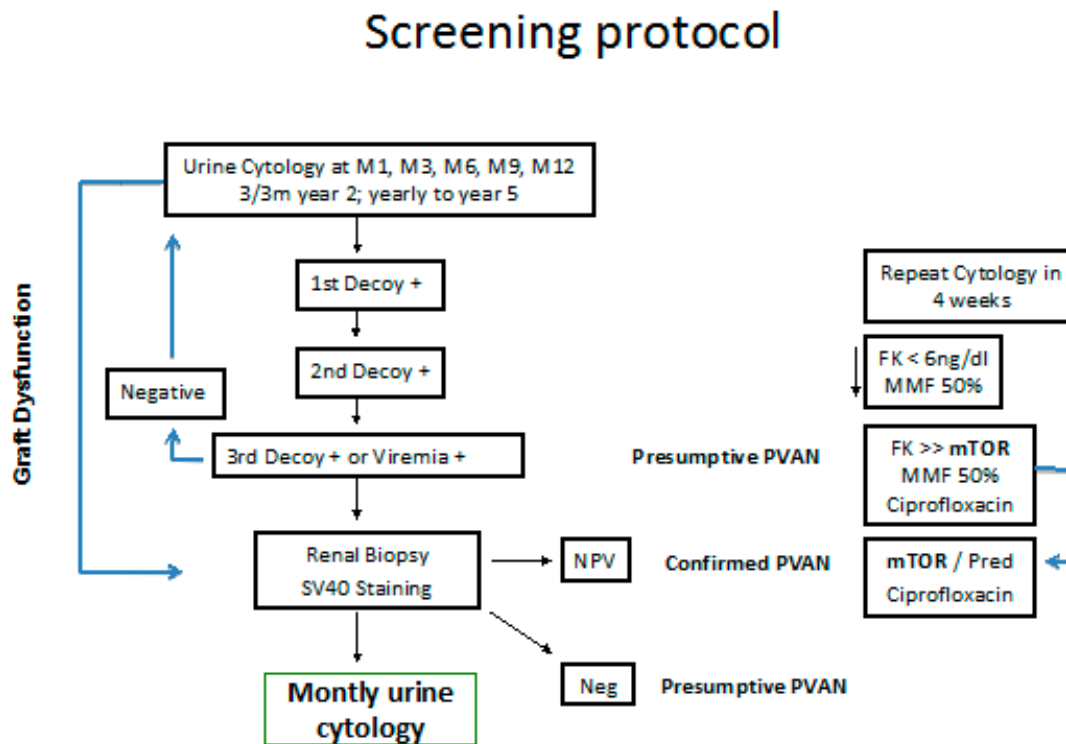 Screening protocol
Urine Cytology at M1, M3, M6, M9, M12
3/3m year 2; yearly to year 5
1st Decoy +
Repeat Cytology in
4 weeks
2nd Decoy +
FK < 6ng/dl
MMF 50%
Negative
Graft Dysfunction
3rd Decoy + or Viremia +
Presumptive PVAN
FK >> mTOR
MMF 50%
Ciprofloxacin
Renal Biopsy
SV40 Staining
NPV
Confirmed PVAN
mTOR / Pred
Ciprofloxacin
Neg
Presumptive PVAN
Montly urine
cytology